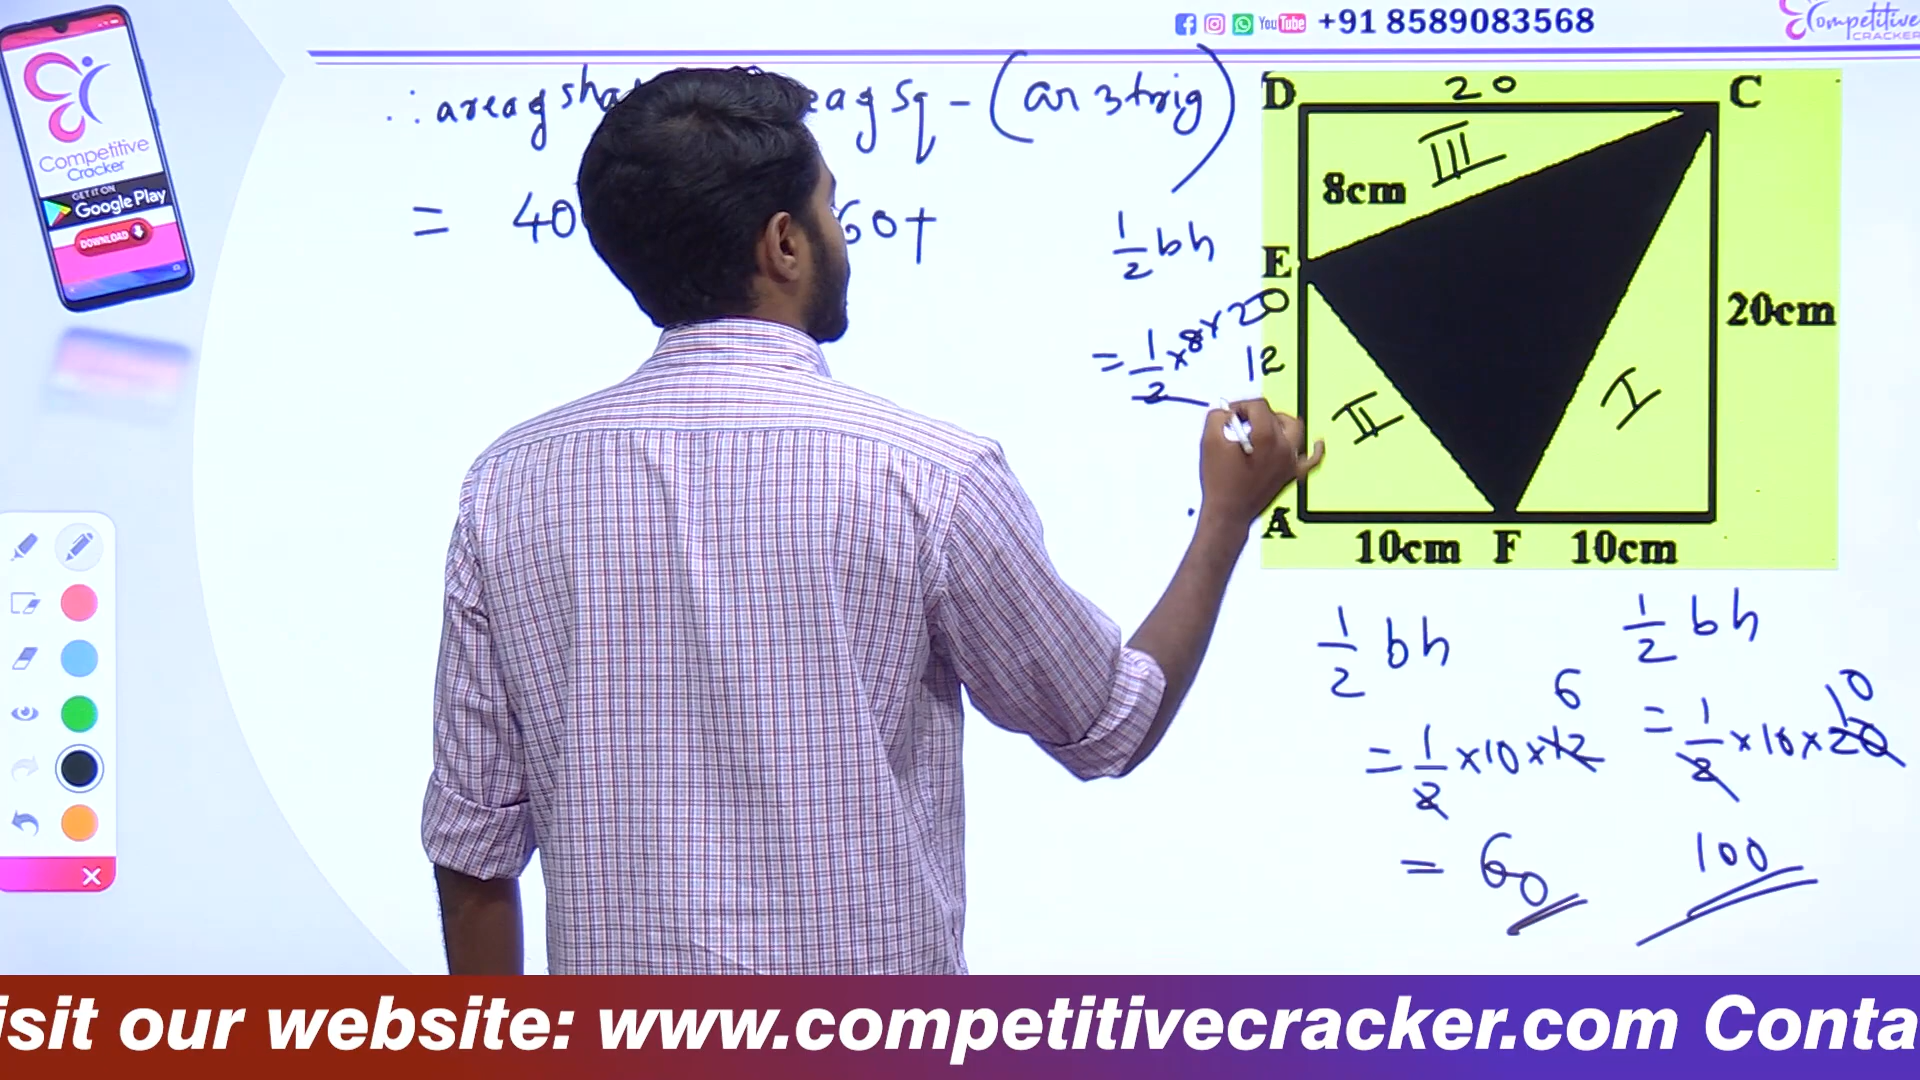 You Tube +91 8589083568
Competitive
CRACKER
Competitive
Cracker
GET IT ON
Google Play
DOWNLOAD
∴ area of sha eaof sq - (ar 3 trig)
= 40 60 +
1/2 bh
= 1/2 × 8 × 20
12
D 20 C
III
8cm
E
20cm
II
I
A
10cm F 10cm
1/2 bh
6
= 1/2 × 10 × 12
= 60
1/2 bh
10
= 1/2 × 10 × 20
100
isit our website: www.competitivecracker.com Conta